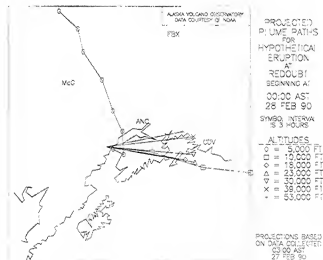 ALASKA VOLCANO OBSERVATORY
DATA COURTESY OF NOAA
FBX
McG
ANC
CDV
PROJECTED
PLUME PATHS
FOR
HYPOTHETICAL
ERUPTION
AT
REDOUBT
BEGINNING AT
00:00 AST
28 FEB 90
SYMBOL INTERVAL
IS 3 HOURS
ALTITUDES
◇ = 5,000 FT
□ = 10,000 FT
○ = 18,000 FT
△ = 23,000 FT
▽ = 30,000 FT
× = 39,000 FT
= 53,000 FT
PROJECTIONS BASED
ON DATA COLLECTED
03:00 AST
27 FEB 90